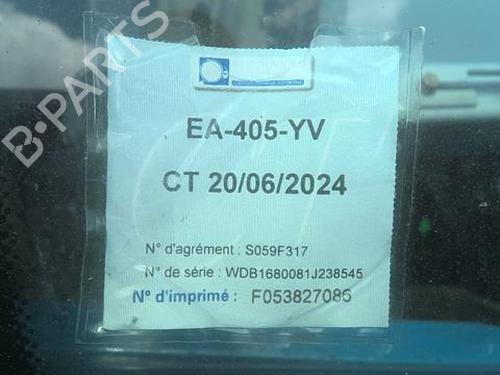 B-PARTS
EA-405-YV
CT 20/06/2024
N° d'agrément : S059F317
N° de série : WDB1680081J238545
N° d'imprimé : F053827086